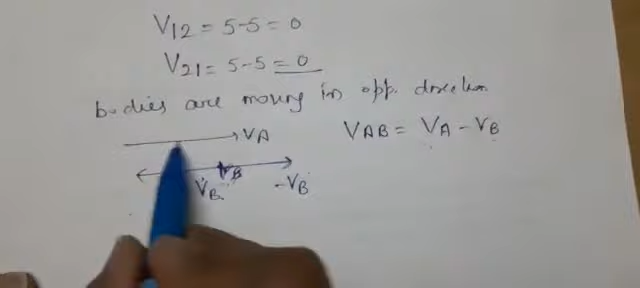 V12 = 5-5 = 0
V21 = 5-5 = 0
bodies are moving in opp. direction
VA
VAB = VA - VB
VB
-VB